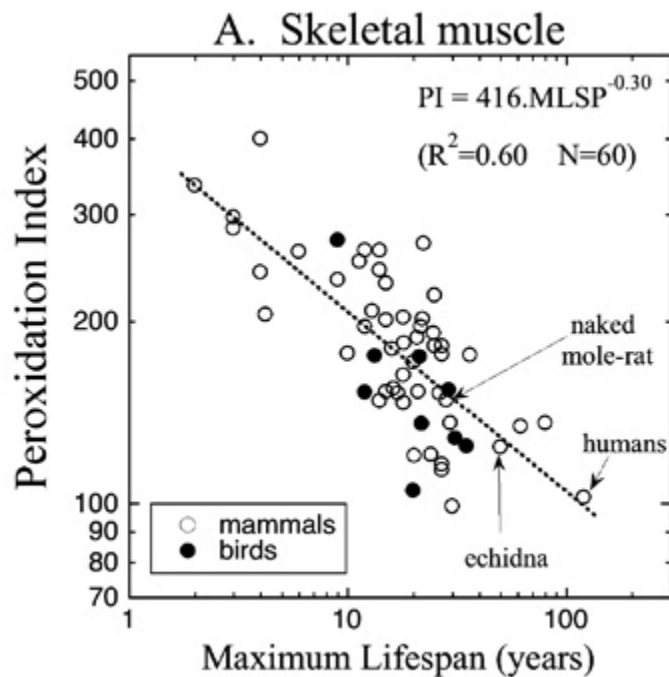 A. Skeletal muscle
PI = 416.MLSP^-0.30
(R^2=0.60 N=60)
Peroxidation Index
500
400
300
200
100
90
80
70
naked
mole-rat
humans
echidna
mammals
birds
1
10
100
Maximum Lifespan (years)